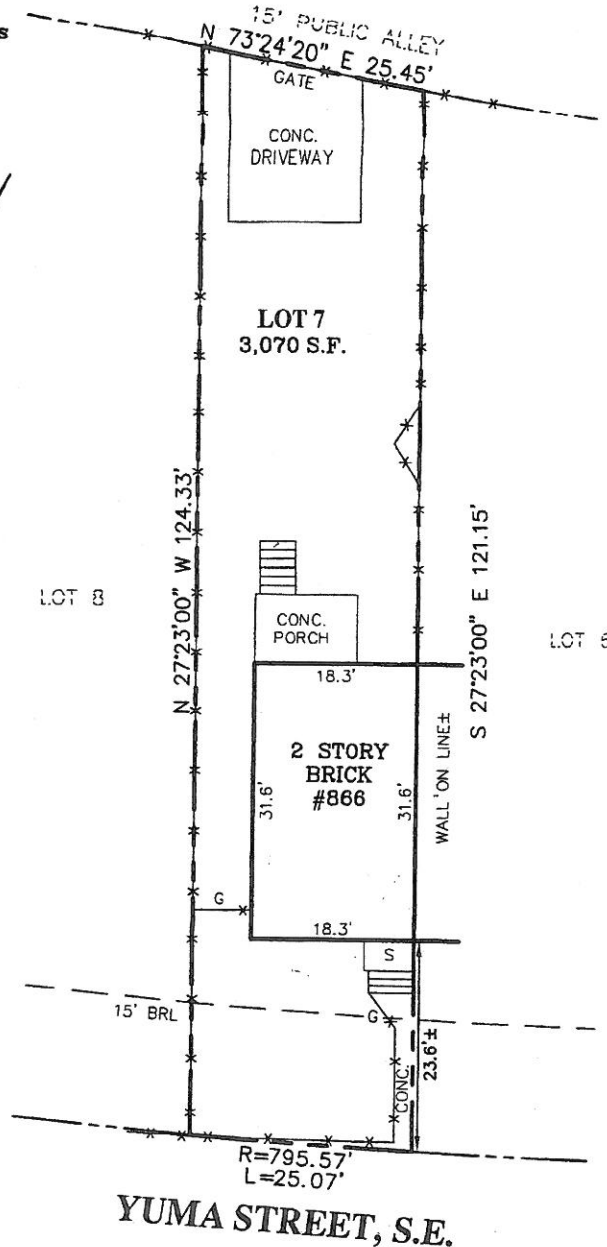 s
15' PUBLIC ALLEY
N 73°24'20" E 25.45'
GATE
CONC.
DRIVEWAY
LOT 7
3,070 S.F.
N 27°23'00" W 124.33'
S 27°23'00" E 121.15'
LOT 8
CONC.
PORCH
LOT 6
18.3'
2 STORY
BRICK
#866
31.6'
31.6'
WALL ON LINE±
G
18.3'
S
15' BRL
G
CONC.
23.6'±
R=795.57'
L=25.07'
YUMA STREET, S.E.